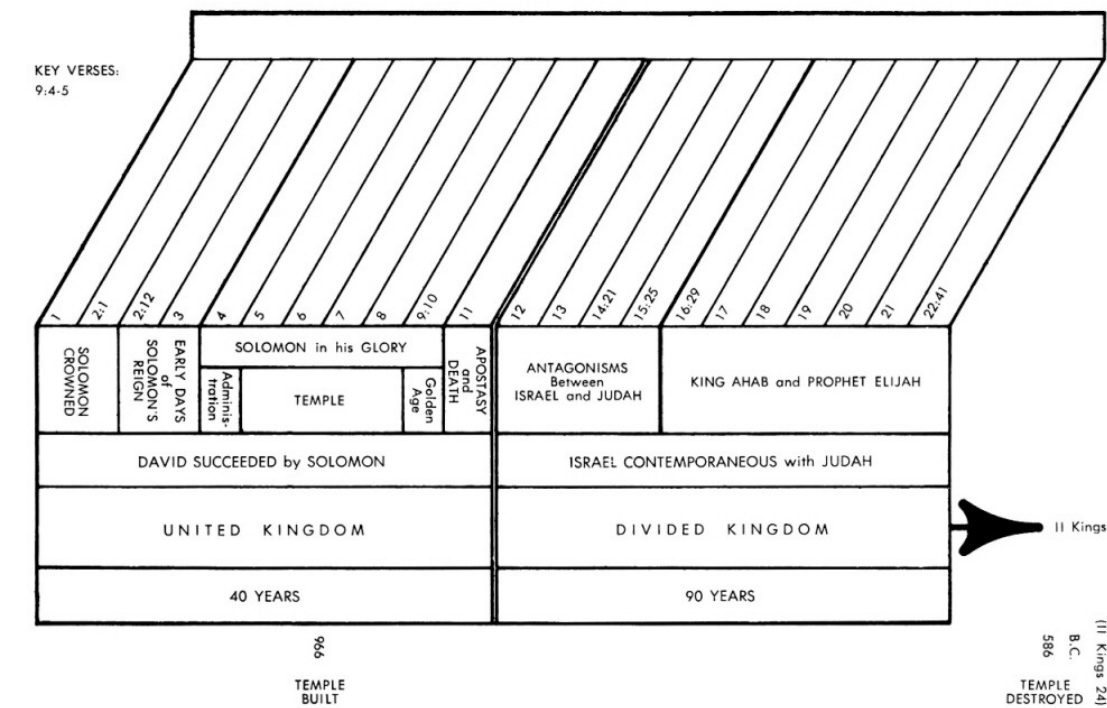 KEY VERSES:
9:4-5
1
2:1
2:12
3
4
5
6
7
8
9:10
11
12
13
14:21
15:25
16:29
17
18
19
20
21
22:41
SOLOMON
CROWNED
EARLY DAYS
of
SOLOMON'S
REIGN
SOLOMON in his GLORY
Adminis-
tration
TEMPLE
Golden
Age
APOSTASY
and
DEATH
ANTAGONISMS
Between
ISRAEL and JUDAH
KING AHAB and PROPHET ELIJAH
DAVID SUCCEEDED by SOLOMON
ISRAEL CONTEMPORANEOUS with JUDAH
UNITED KINGDOM
DIVIDED KINGDOM
II Kings
40 YEARS
90 YEARS
966
TEMPLE
BUILT
(II Kings 24)
B.C.
586
TEMPLE
DESTROYED